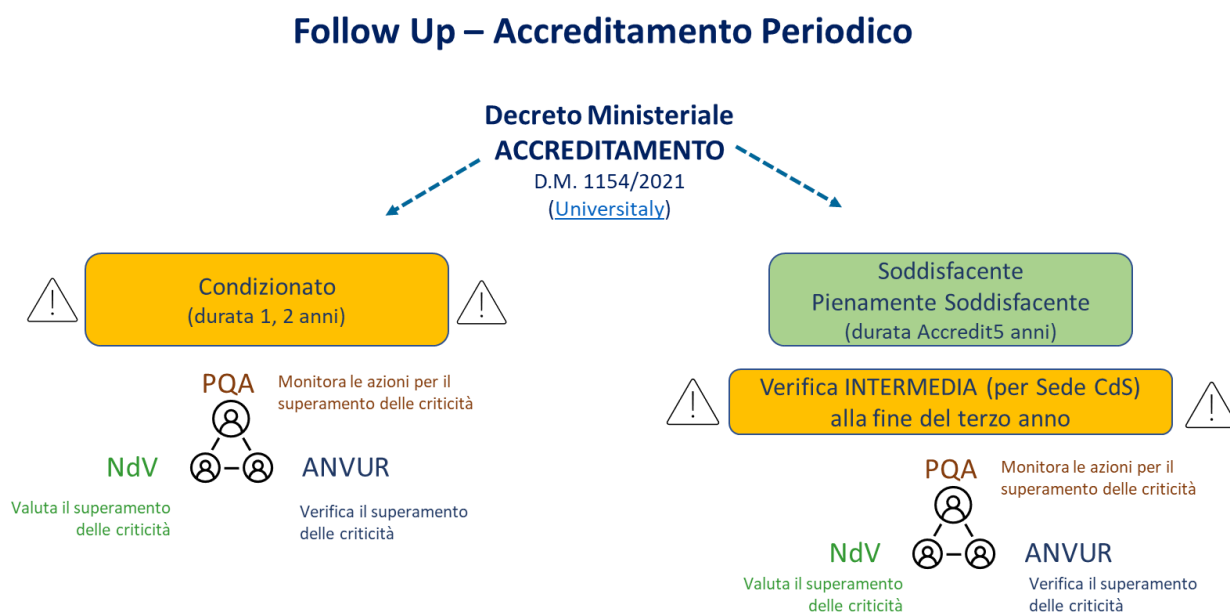 Follow Up – Accreditamento Periodico
Decreto Ministeriale
ACCREDITAMENTO
D.M. 1154/2021
(Universitaly)
Condizionato
(durata 1, 2 anni)
PQA
Monitora le azioni per il
superamento delle criticità
NdV
ANVUR
Valuta il superamento
delle criticità
Verifica il superamento
delle criticità
Soddisfacente
Pienamente Soddisfacente
(durata Accredit5 anni)
Verifica INTERMEDIA (per Sede CdS)
alla fine del terzo anno
PQA
Monitora le azioni per il
superamento delle criticità
NdV
ANVUR
Valuta il superamento
delle criticità
Verifica il superamento
delle criticità